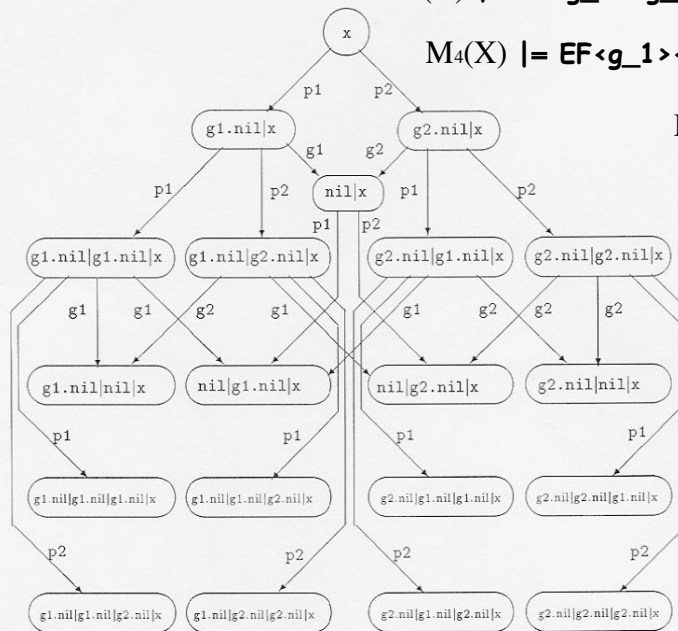 x
M₄(X) |= EF<g_1><
p1 p2
g1.nil|x g2.nil|x
g1 g2
p1 p2 nil|x p1 p2
p1 p2
g1.nil|g1.nil|x g1.nil|g2.nil|x g2.nil|g1.nil|x g2.nil|g2.nil|x
g1 g1 g2 g1 g1 g2 g2 g2
g1.nil|nil|x nil|g1.nil|x nil|g2.nil|x g2.nil|nil|x
p1 p1 p1 p1
g1.nil|g1.nil|g1.nil|x g1.nil|g1.nil|g2.nil|x g2.nil|g1.nil|g1.nil|x g2.nil|g2.nil|g1.nil|x
p2 p2 p2 p2
g1.nil|g1.nil|g2.nil|x g1.nil|g2.nil|g2.nil|x g2.nil|g1.nil|g2.nil|x g2.nil|g2.nil|g2.nil|x